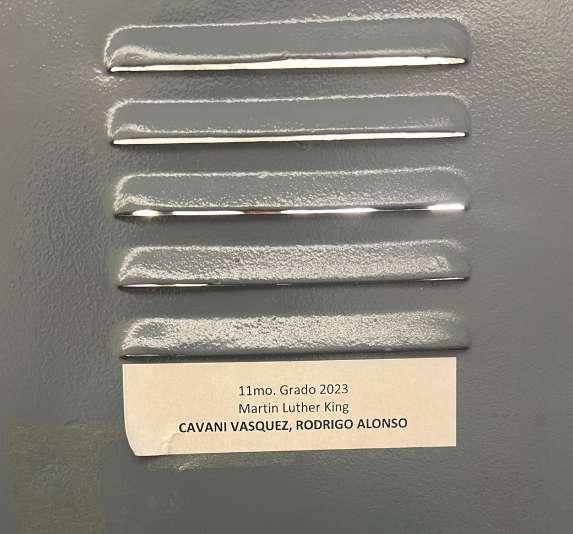 11mo. Grado 2023
Martin Luther King
CAVANI VASQUEZ, RODRIGO ALONSO